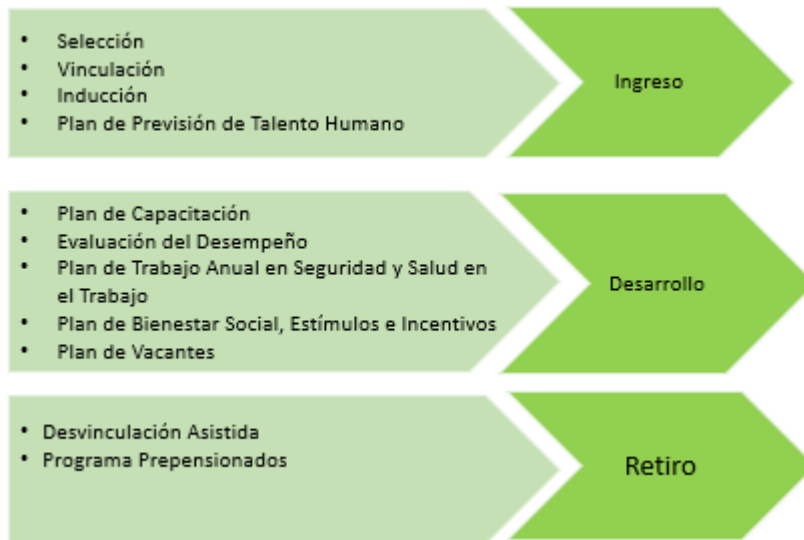 • Selección
• Vinculación
• Inducción
• Plan de Previsión de Talento Humano
Ingreso
• Plan de Capacitación
• Evaluación del Desempeño
• Plan de Trabajo Anual en Seguridad y Salud en
el Trabajo
• Plan de Bienestar Social, Estímulos e Incentivos
• Plan de Vacantes
Desarrollo
• Desvinculación Asistida
• Programa Prepensionados
Retiro